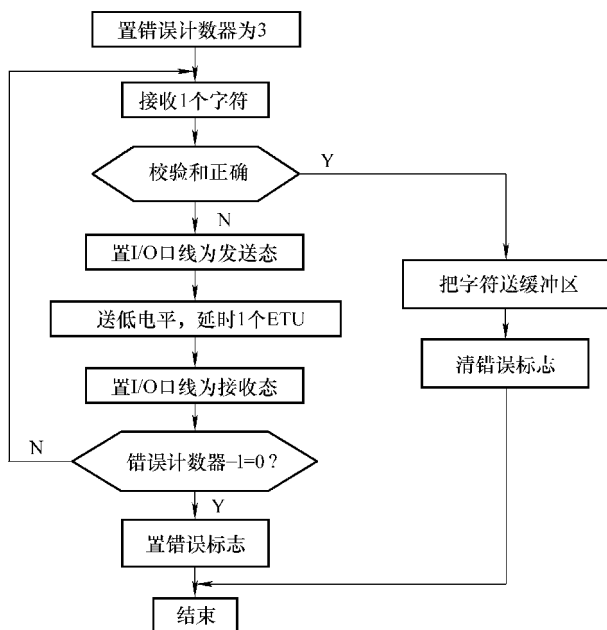 置错误计数器为3
接收1个字符
校验和正确
Y
N
置I/O口线为发送态
把字符送缓冲区
送低电平，延时1个ETU
清错误标志
置I/O口线为接收态
N
错误计数器–1=0？
Y
置错误标志
结束